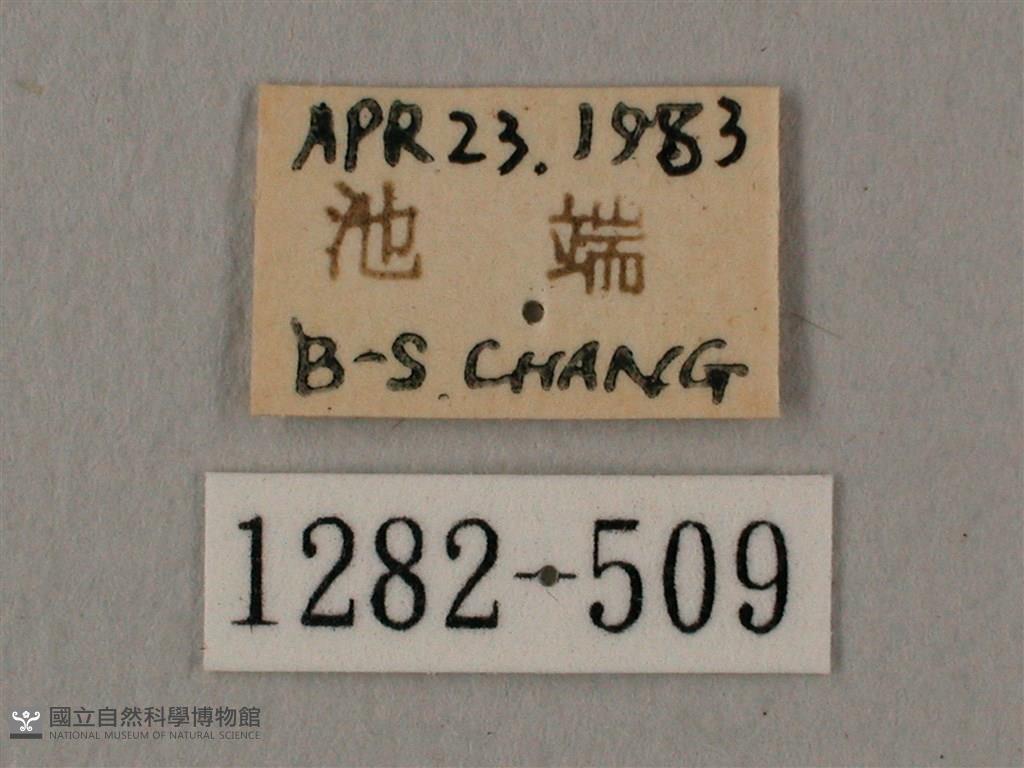 APR 23. 1983
池 端
B-S. CHANG
1282-509
國立自然科學博物館
NATIONAL MUSEUM OF NATURAL SCIENCE